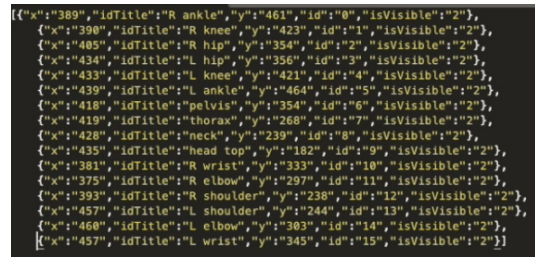 [{"x":"389","idTitle":"R ankle","y":"461","id":"0","isVisible":"2"},
{"x":"390","idTitle":"R knee","y":"423","id":"1","isVisible":"2"},
{"x":"405","idTitle":"R hip","y":"354","id":"2","isVisible":"2"},
{"x":"434","idTitle":"L hip","y":"356","id":"3","isVisible":"2"},
{"x":"433","idTitle":"L knee","y":"421","id":"4","isVisible":"2"},
{"x":"439","idTitle":"L ankle","y":"464","id":"5","isVisible":"2"},
{"x":"418","idTitle":"pelvis","y":"354","id":"6","isVisible":"2"},
{"x":"419","idTitle":"thorax","y":"268","id":"7","isVisible":"2"},
{"x":"428","idTitle":"neck","y":"239","id":"8","isVisible":"2"},
{"x":"435","idTitle":"head top","y":"182","id":"9","isVisible":"2"},
{"x":"381","idTitle":"R wrist","y":"333","id":"10","isVisible":"2"},
{"x":"375","idTitle":"R elbow","y":"297","id":"11","isVisible":"2"},
{"x":"393","idTitle":"R shoulder","y":"238","id":"12","isVisible":"2"},
{"x":"457","idTitle":"L shoulder","y":"244","id":"13","isVisible":"2"},
{"x":"460","idTitle":"L elbow","y":"303","id":"14","isVisible":"2"},
{"x":"457","idTitle":"L wrist","y":"345","id":"15","isVisible":"2"}]